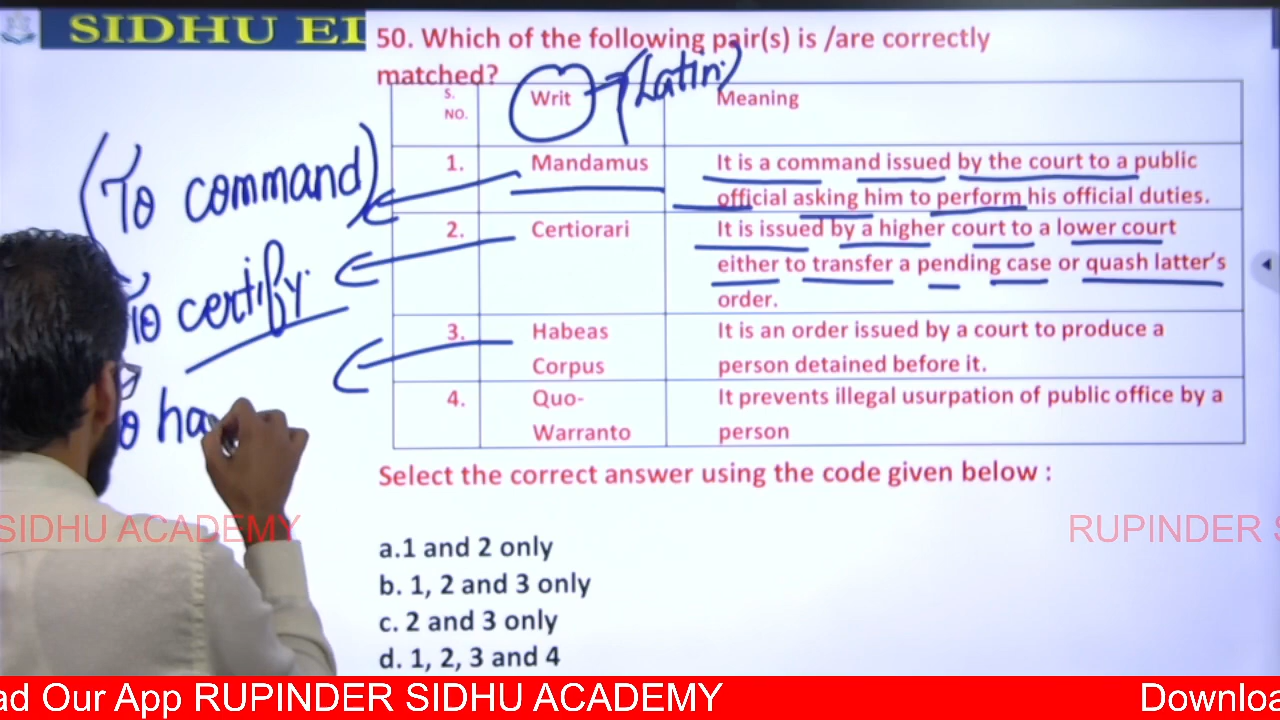 SIDHU EI
50. Which of the following pair(s) is /are correctly
matched?
(Latin)
S.
NO.
Writ
Meaning
1.
Mandamus
It is a command issued by the court to a public
official asking him to perform his official duties.
2.
Certiorari
It is issued by a higher court to a lower court
either to transfer a pending case or quash latter's
order.
3.
Habeas
Corpus
It is an order issued by a court to produce a
person detained before it.
4.
Quo-
Warranto
It prevents illegal usurpation of public office by a
person
(To command)
To certify
Select the correct answer using the code given below :
SIDHU ACADEMY
RUPINDER S
a.1 and 2 only
b. 1, 2 and 3 only
c. 2 and 3 only
d. 1, 2, 3 and 4
ad Our App RUPINDER SIDHU ACADEMY
Downloa